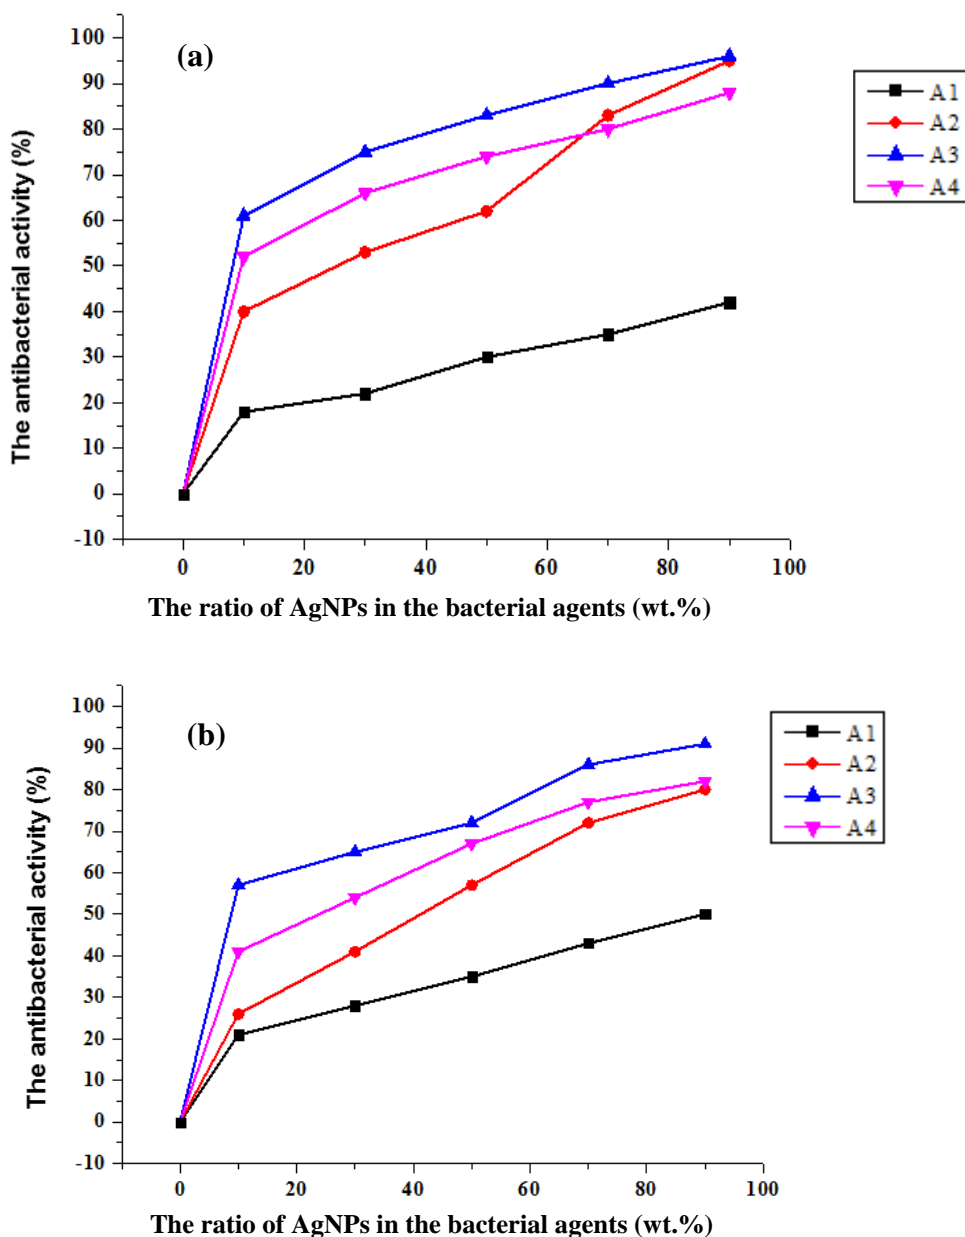 (a)
The antibacterial activity (%)
100
90
80
70
60
50
40
30
20
10
0
-10
0 20 40 60 80 100
The ratio of AgNPs in the bacterial agents (wt.%)
A1
A2
A3
A4
(b)
The antibacterial activity (%)
100
90
80
70
60
50
40
30
20
10
0
-10
0 20 40 60 80 100
The ratio of AgNPs in the bacterial agents (wt.%)
A1
A2
A3
A4